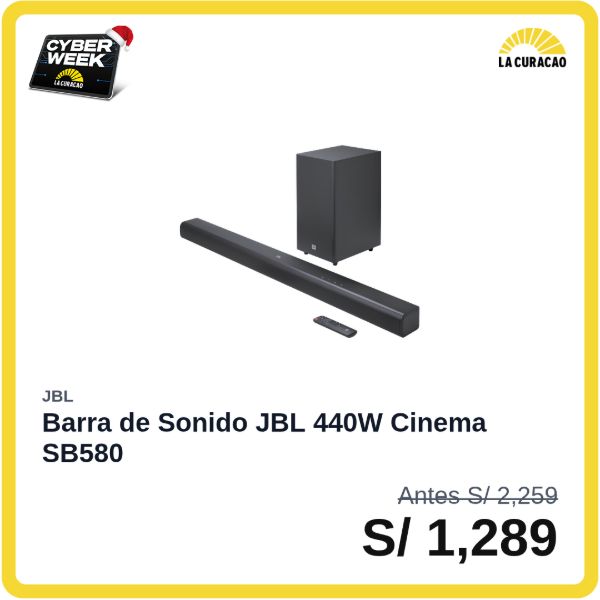 CYBER
WEEK
LA CURACAO
LA CURACAO
JBL
Barra de Sonido JBL 440W Cinema
SB580
Antes S/ 2,259
S/ 1,289